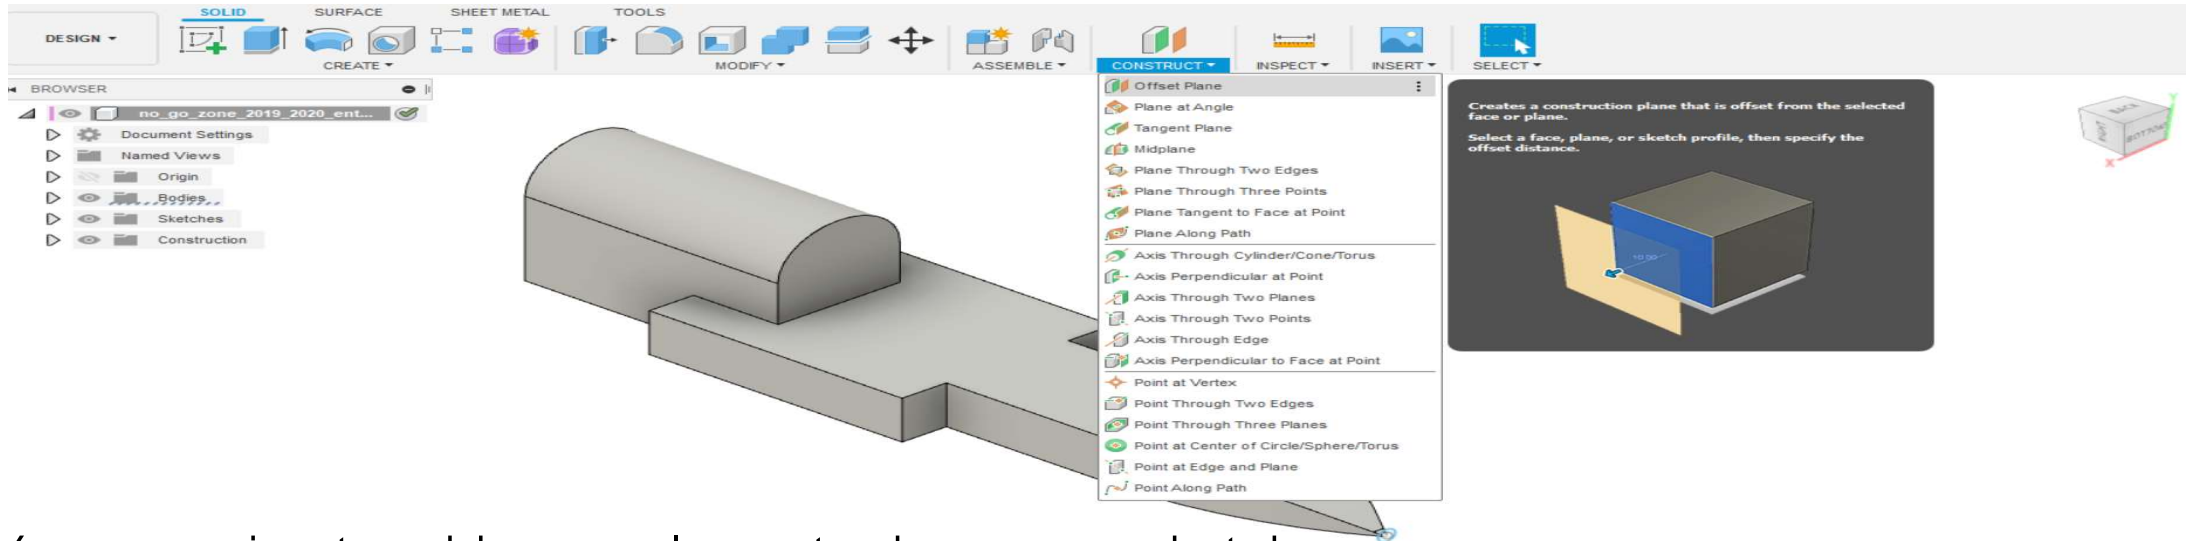 SOLID SURFACE SHEET METAL TOOLS
DESIGN
CREATE MODIFY ASSEMBLE CONSTRUCT INSPECT INSERT SELECT
BROWSER
no_go_zone_2019_2020_ent...
Document Settings
Named Views
Origin
Bodies
Sketches
Construction
Offset Plane
Plane at Angle
Tangent Plane
Midplane
Plane Through Two Edges
Plane Through Three Points
Plane Tangent to Face at Point
Plane Along Path
Axis Through Cylinder/Cone/Torus
Axis Perpendicular at Point
Axis Through Two Planes
Axis Through Two Points
Axis Through Edge
Axis Perpendicular to Face at Point
Point at Vertex
Point Through Two Edges
Point Through Three Planes
Point at Center of Circle/Sphere/Torus
Point at Edge and Plane
Point Along Path
Creates a construction plane that is offset from the selected
face or plane.
Select a face, plane, or sketch profile, then specify the
offset distance.
BACK
RIGHT
BOTTOM
Y
X